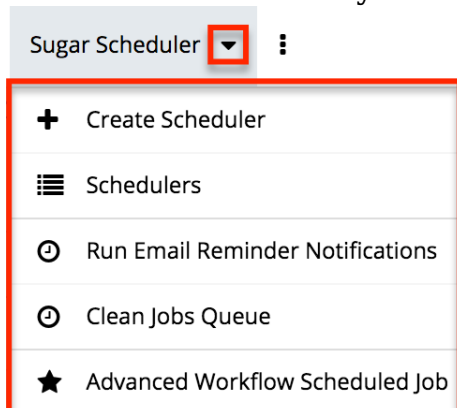 Sugar Scheduler
Create Scheduler
Schedulers
Run Email Reminder Notifications
Clean Jobs Queue
Advanced Workflow Scheduled Job